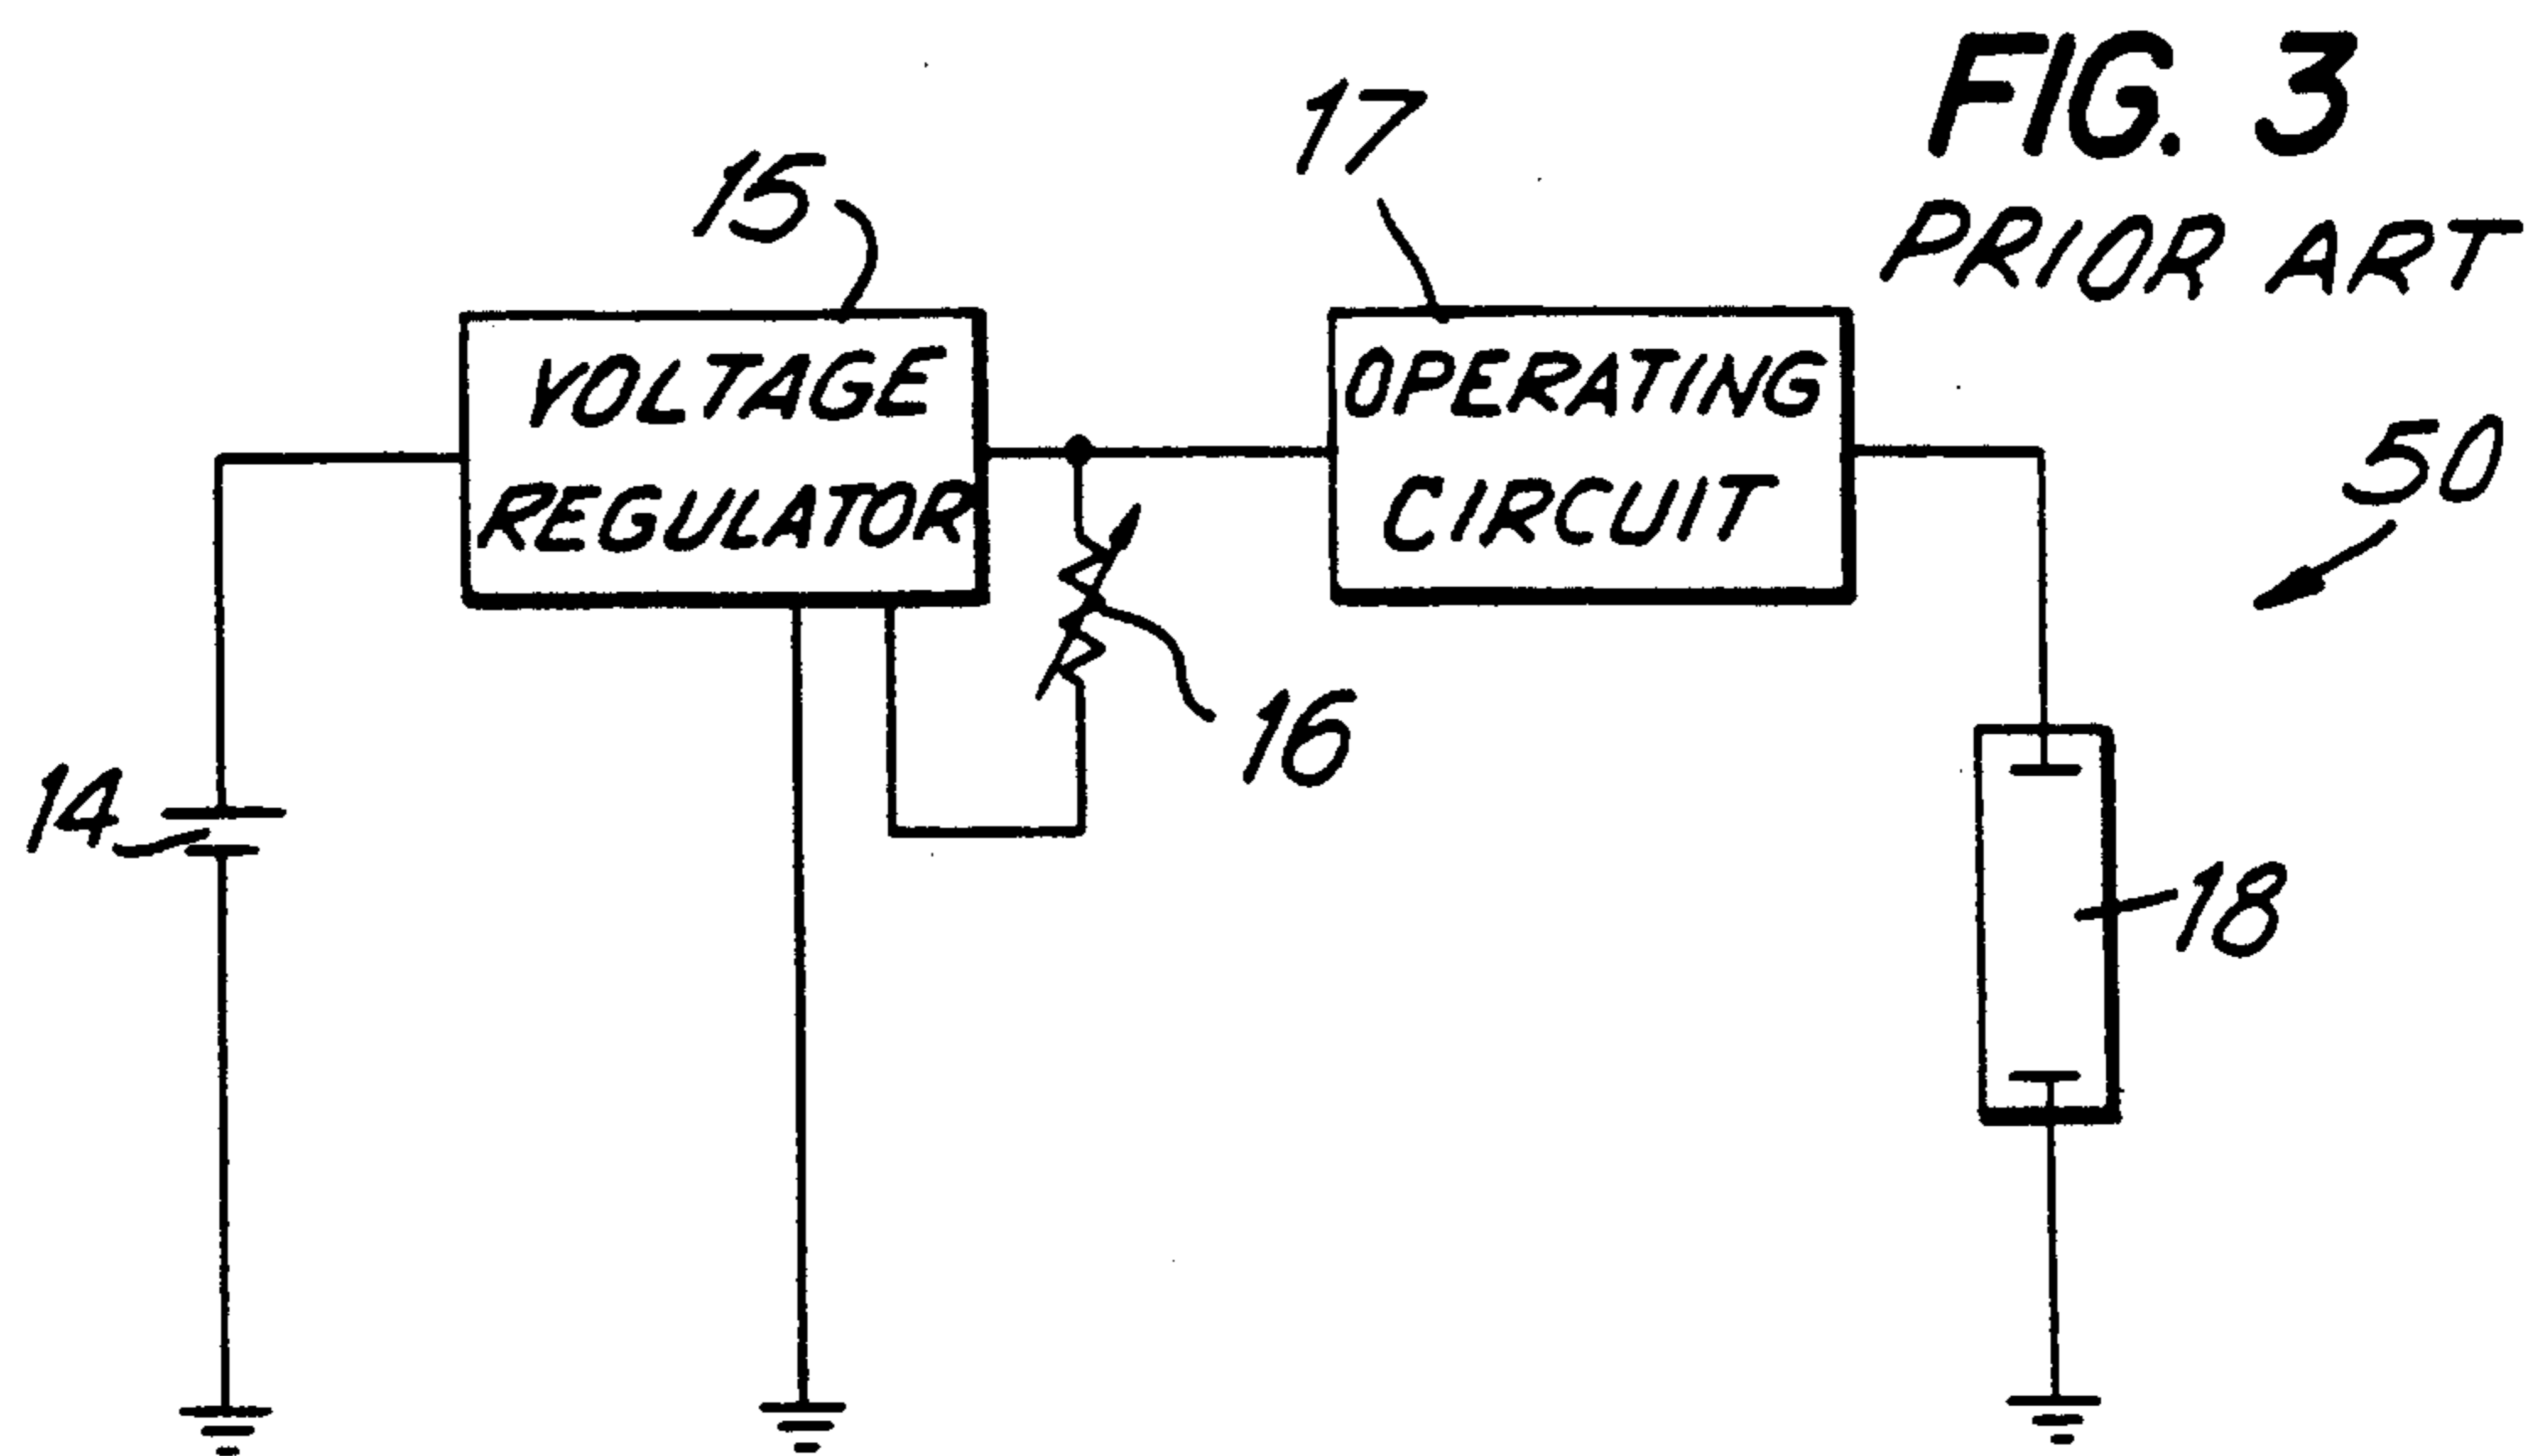 FIG. 3
PRIOR ART
15
17
VOLTAGE
REGULATOR
OPERATING
CIRCUIT
50
16
14
18